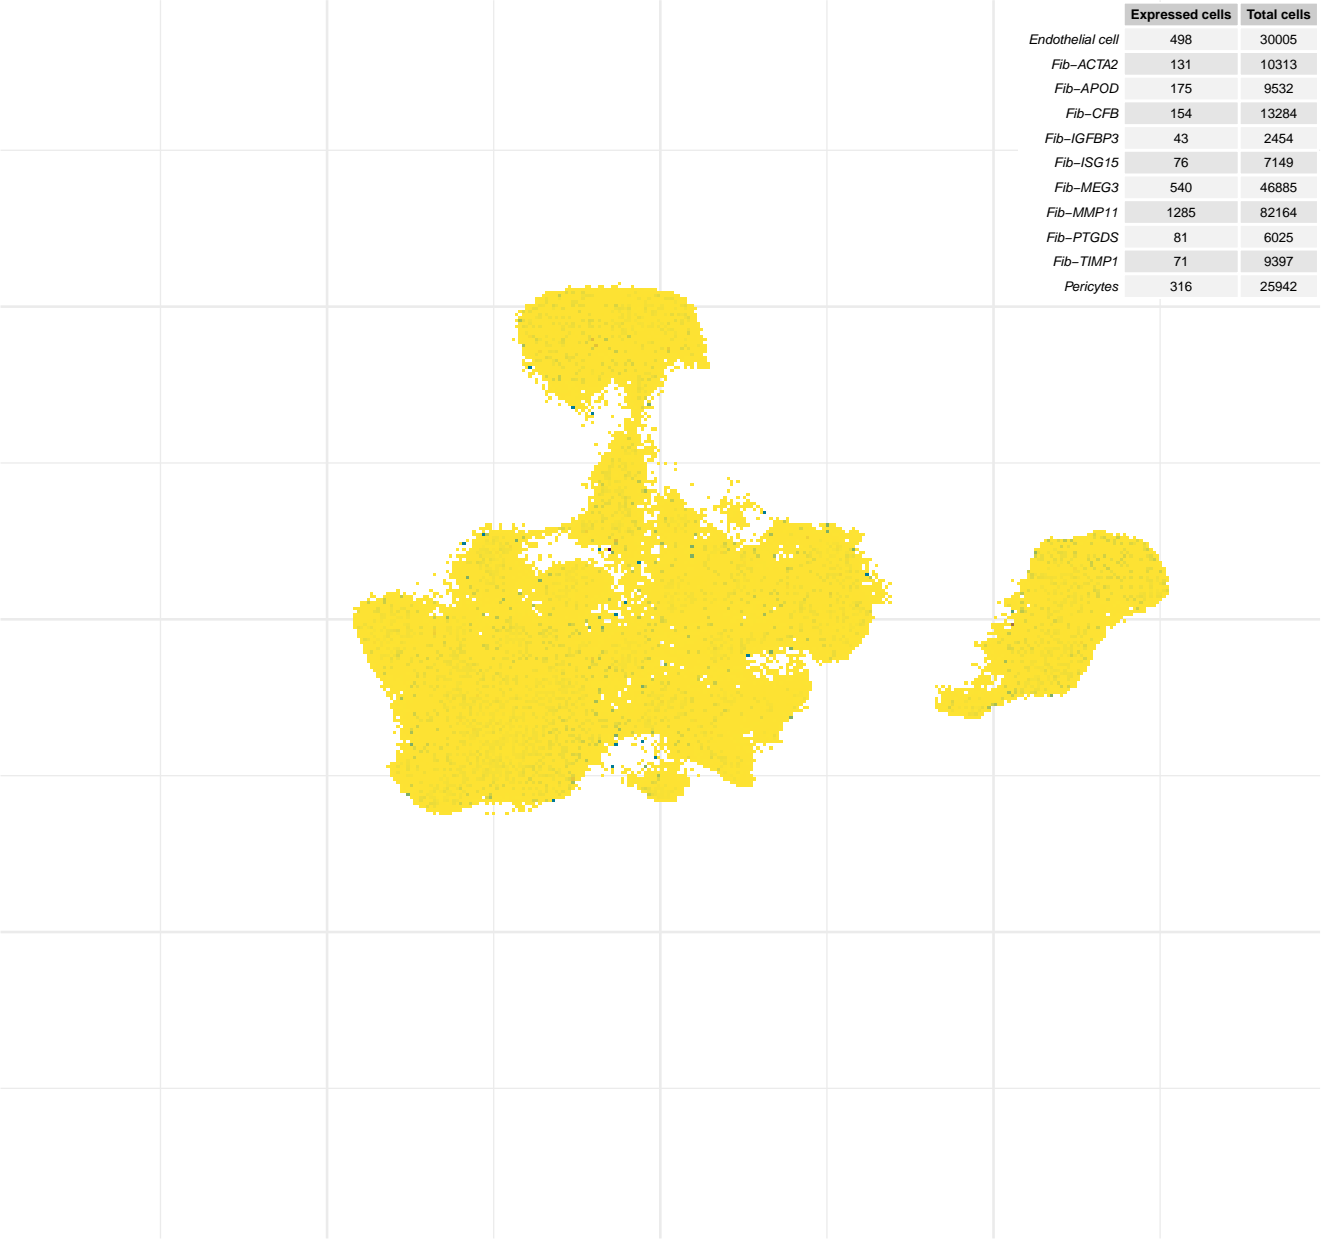 Expressed cells Total cells
Endothelial cell 498 30005
Fib−ACTA2 131 10313
Fib−APOD 175 9532
Fib−CFB 154 13284
Fib−IGFBP3 43 2454
Fib−ISG15 76 7149
Fib−MEG3 540 46885
Fib−MMP11 1285 82164
Fib−PTGDS 81 6025
Fib−TIMP1 71 9397
Pericytes 316 25942